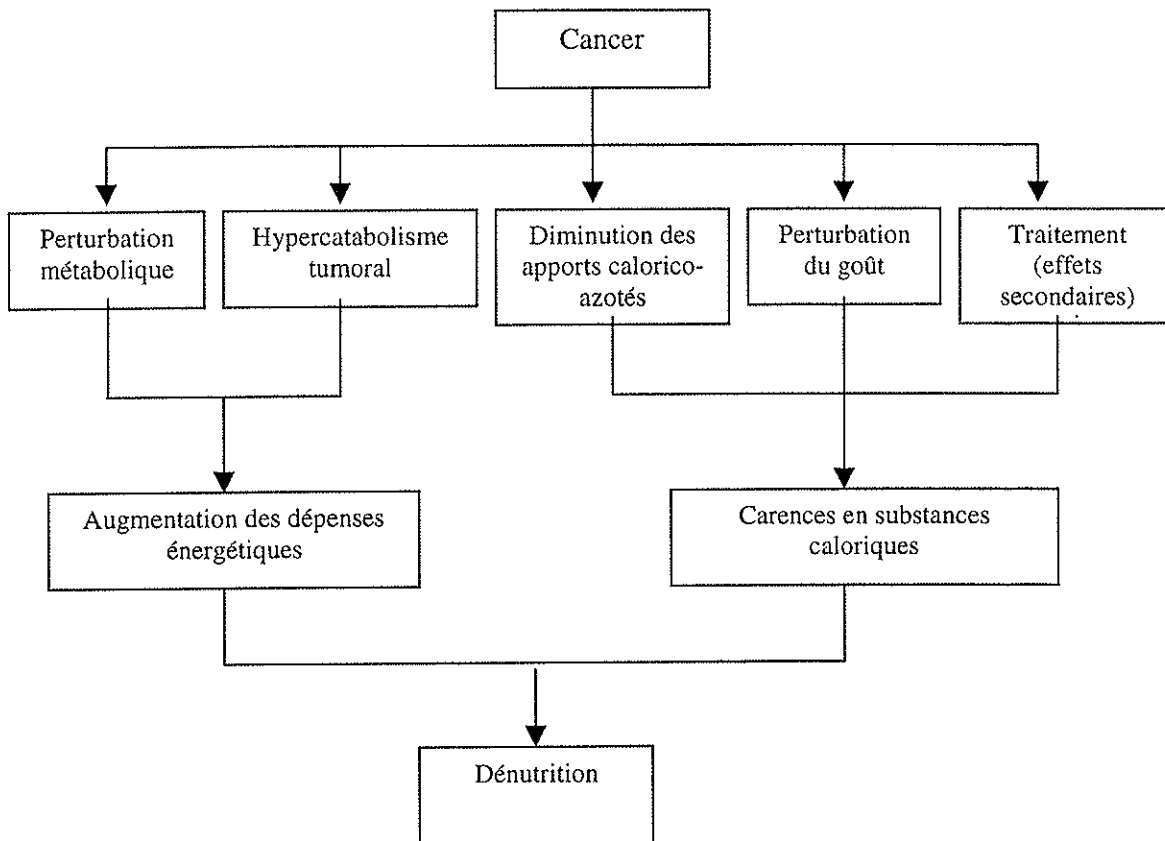 Cancer
Perturbation
métabolique
Hypercatabolisme
tumoral
Diminution des
apports calorico-
azotés
Perturbation
du goût
Traitement
(effets
secondaires)
Augmentation des dépenses
énergétiques
Carences en substances
caloriques
Dénutrition